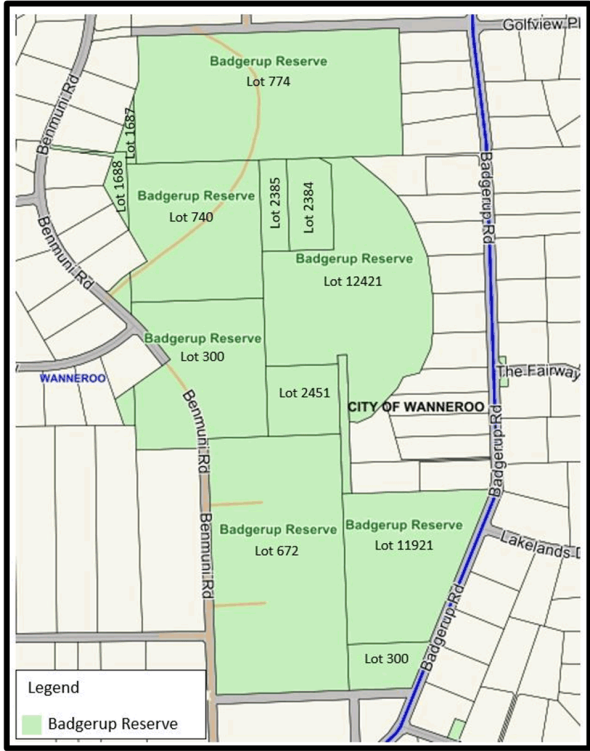 Golfview Pl
Badgerup Reserve
Lot 774
Benmuni Rd
Lot 1687
Lot 1688
Badgerup Reserve
Lot 740
Lot 2385
Lot 2384
Badgerup Rd
Badgerup Reserve
Lot 12421
Benmuni Rd
Badgerup Reserve
Lot 300
WANNEROO
The Fairway
Lot 2451
CITY OF WANNEROO
Benmuni Rd
Badgerup Rd
Benmuni Rd
Badgerup Reserve
Lot 672
Badgerup Reserve
Lot 11921
Lakelands D
Badgerup Rd
Lot 300
Legend
Badgerup Reserve